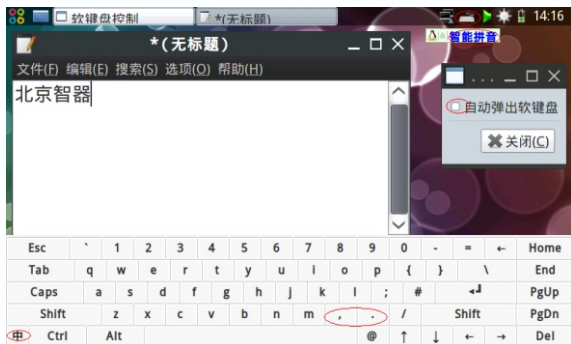 软键盘控制
*(无标题)
14:16
*(无标题)
智能拼音
文件(F) 编辑(E) 搜索(S) 选项(O) 帮助(H)
北京智器
...
自动弹出软键盘
关闭(C)
Esc ` 1 2 3 4 5 6 7 8 9 0 - = ← Home
Tab q w e r t y u i o p { } \ End
Caps a s d f g h j k l ; # PgUp
Shift z x c v b n m , . / Shift PgDn
中 Ctrl Alt @ ↑ ↓ ← → Del